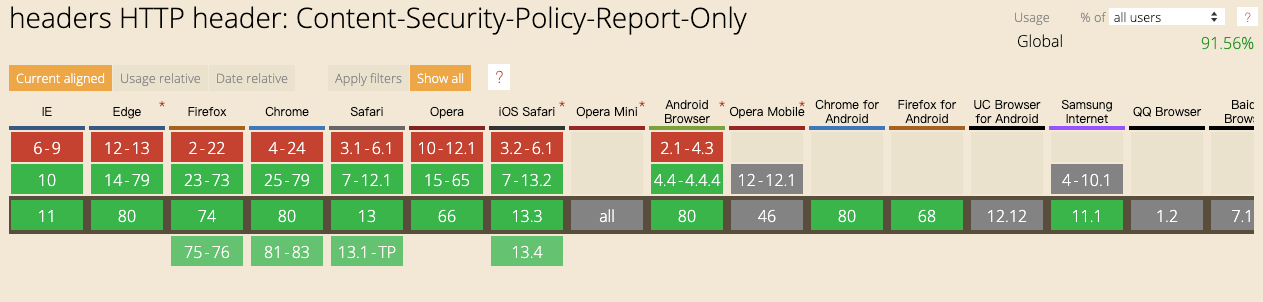 headers HTTP header: Content-Security-Policy-Report-Only
Usage % of all users ?
Global 91.56%
Current aligned Usage relative Date relative Apply filters Show all ?
IE Edge * Firefox Chrome Safari Opera iOS Safari * Opera Mini * Android Browser * Opera Mobile * Chrome for Android Firefox for Android UC Browser for Android Samsung Internet QQ Browser Baid Brows
6-9 12-13 2-22 4-24 3.1-6.1 10-12.1 3.2-6.1 2.1-4.3
10 14-79 23-73 25-79 7-12.1 15-65 7-13.2 4.4-4.4.4 12-12.1 4-10.1
11 80 74 80 13 66 13.3 all 80 46 80 68 12.12 11.1 1.2 7.1
75-76 81-83 13.1-TP 13.4